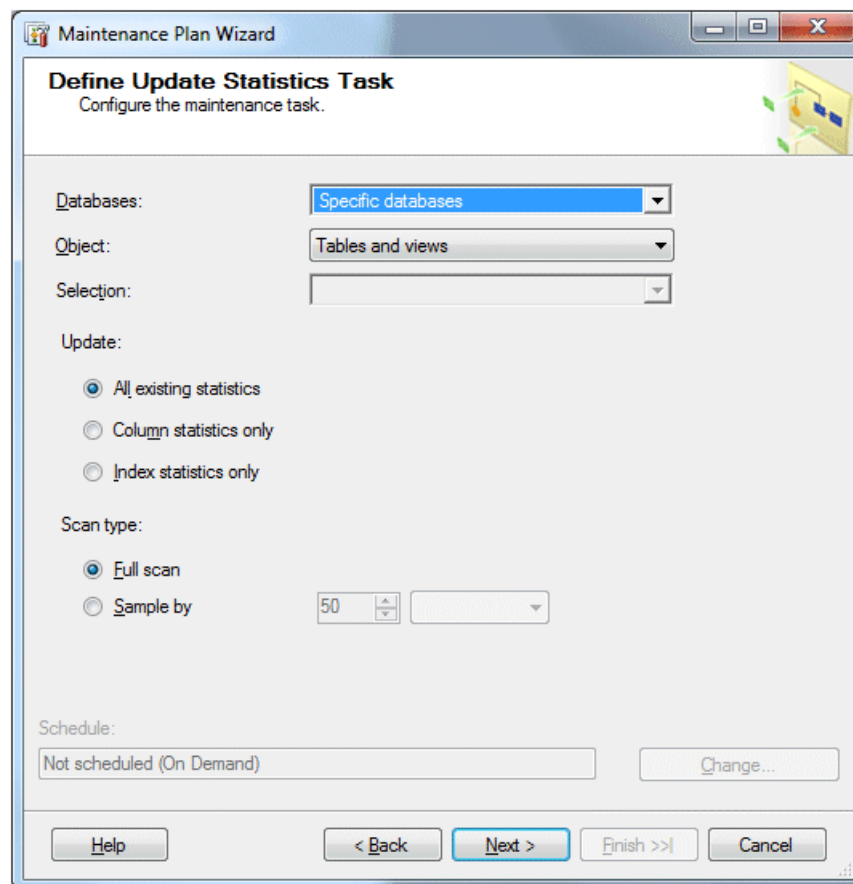 Maintenance Plan Wizard
Define Update Statistics Task
Configure the maintenance task.
Databases: Specific databases
Object: Tables and views
Selection:
Update:
All existing statistics
Column statistics only
Index statistics only
Scan type:
Full scan
Sample by 50
Schedule:
Not scheduled (On Demand) Change...
Help < Back Next > Finish >>| Cancel